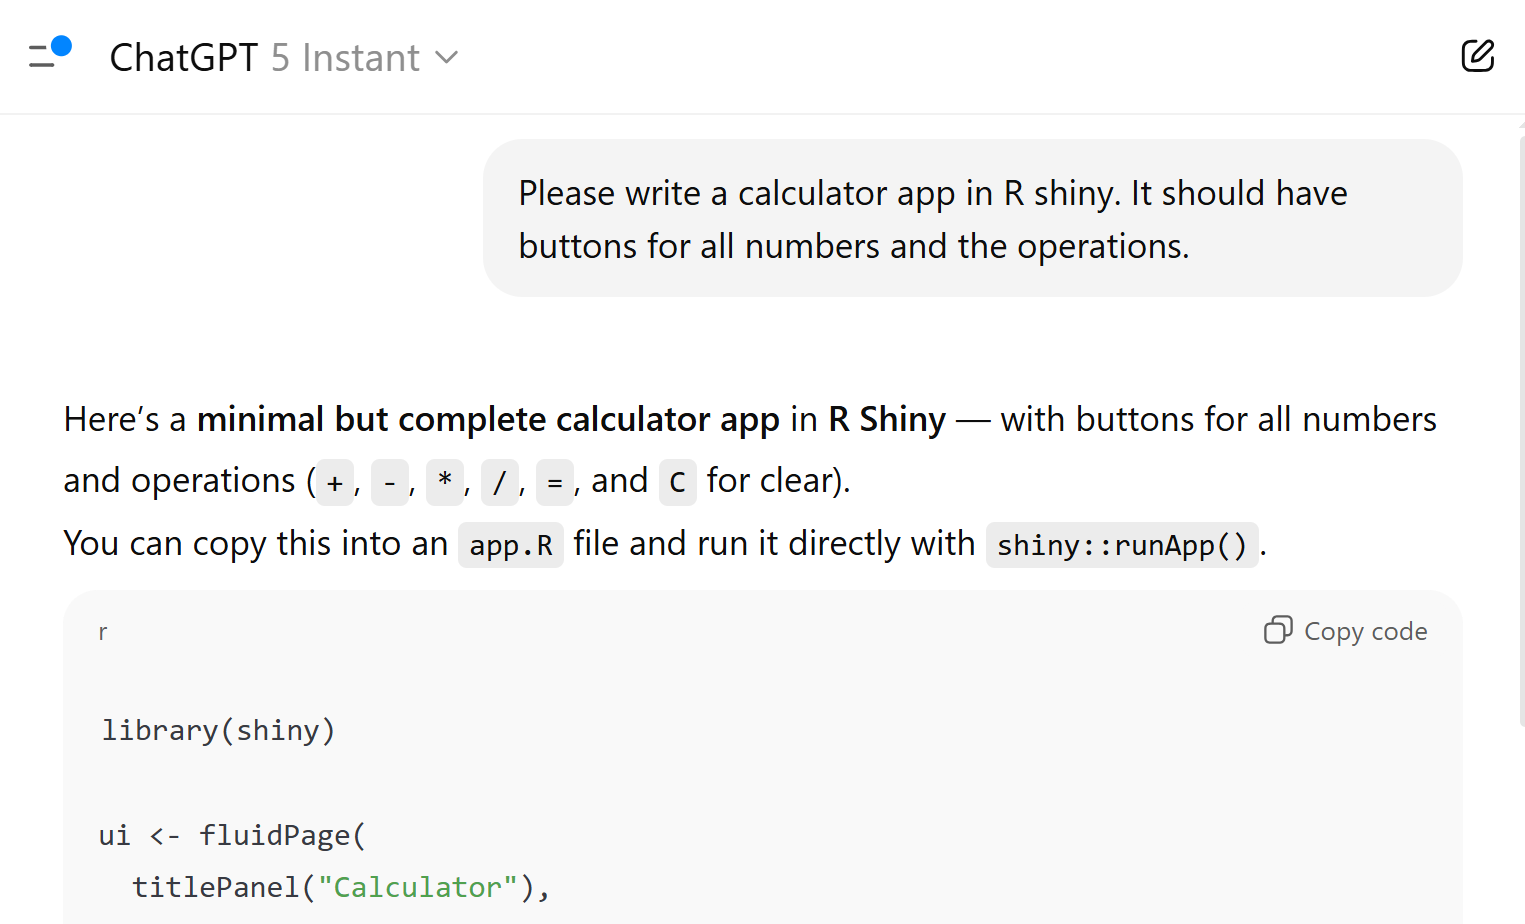 ChatGPT 5 Instant
Please write a calculator app in R shiny. It should have
buttons for all numbers and the operations.
Here’s a minimal but complete calculator app in R Shiny — with buttons for all numbers
and operations (+, -, *, /, =, and C for clear).
You can copy this into an app.R file and run it directly with shiny::runApp().
r
Copy code
library(shiny)
ui <- fluidPage(
  titlePanel("Calculator"),